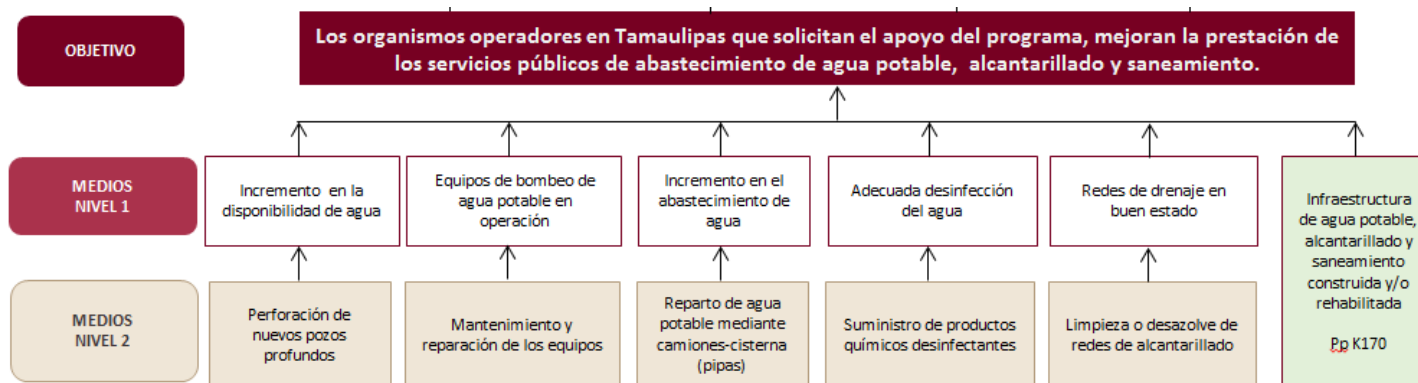 OBJETIVO
Los organismos operadores en Tamaulipas que solicitan el apoyo del programa, mejoran la prestación de
los servicios públicos de abastecimiento de agua potable, alcantarillado y saneamiento.
MEDIOS
NIVEL 1
Incremento en la
disponibilidad de agua
Equipos de bombeo de
agua potable en
operación
Incremento en el
abastecimiento de
agua
Adecuada desinfección
del agua
Redes de drenaje en
buen estado
Infraestructura
de agua potable,
alcantarillado y
saneamiento
construida y/o
rehabilitada
Pp K170
MEDIOS
NIVEL 2
Perforación de
nuevos pozos
profundos
Mantenimiento y
reparación de los equipos
Reparto de agua
potable mediante
camiones-cisterna
(pipas)
Suministro de productos
químicos desinfectantes
Limpieza o desazolve de
redes de alcantarillado